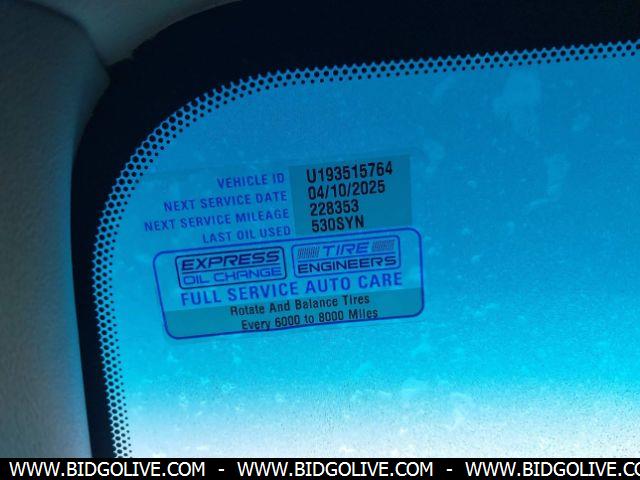 VEHICLE ID U193515764
NEXT SERVICE DATE 04/10/2025
NEXT SERVICE MILEAGE 228353
LAST OIL USED 530SYN
EXPRESS OIL CHANGE TIRE ENGINEERS
FULL SERVICE AUTO CARE
Rotate And Balance Tires
Every 6000 to 8000 Miles
WWW.BIDGOLIVE.COM - WWW.BIDGOLIVE.COM - WWW.BIDGOLIVE.COM